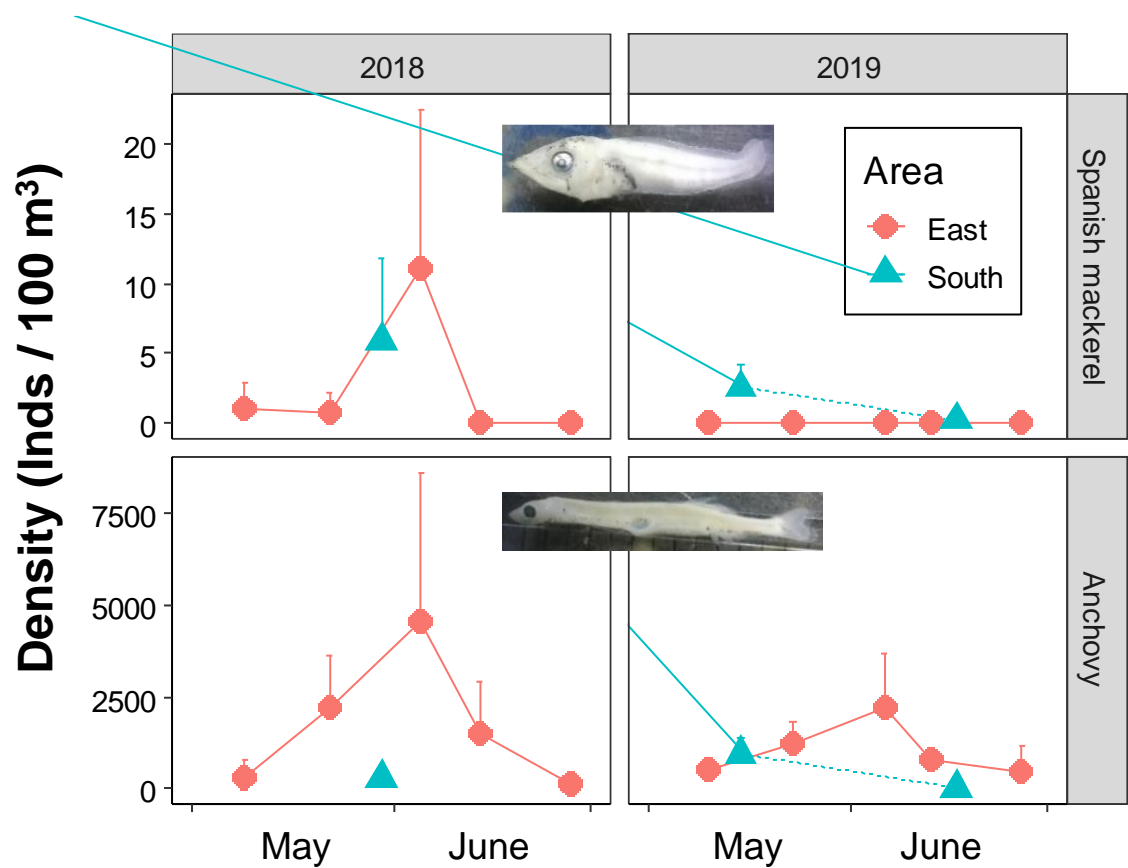 2018
2019
Density (Inds / 100 m³)
20
15
10
5
0
Spanish mackerel
Area
East
South
7500
5000
2500
0
Anchovy
May
June
May
June